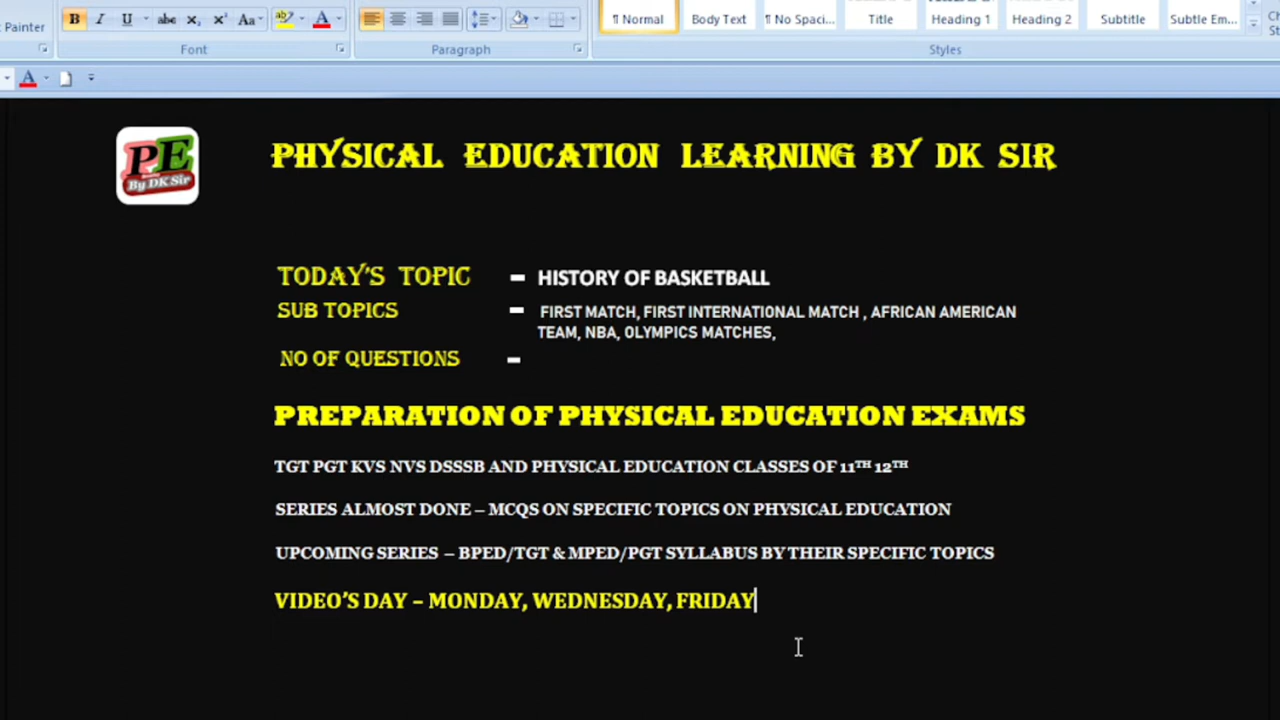 Painter
B I U abc x₂ x² Aa ab A
¶ Normal Body Text ¶ No Spaci... Title Heading 1 Heading 2 Subtitle Subtle Em...
Font Paragraph Styles
A
PE
By DK Sir
PHYSICAL EDUCATION LEARNING BY DK SIR
TODAY'S TOPIC - HISTORY OF BASKETBALL
SUB TOPICS - FIRST MATCH, FIRST INTERNATIONAL MATCH , AFRICAN AMERICAN
TEAM, NBA, OLYMPICS MATCHES,
NO OF QUESTIONS -
PREPARATION OF PHYSICAL EDUCATION EXAMS
TGT PGT KVS NVS DSSSB AND PHYSICAL EDUCATION CLASSES OF 11TH 12TH
SERIES ALMOST DONE – MCQS ON SPECIFIC TOPICS ON PHYSICAL EDUCATION
UPCOMING SERIES – BPED/TGT & MPED/PGT SYLLABUS BY THEIR SPECIFIC TOPICS
VIDEO'S DAY – MONDAY, WEDNESDAY, FRIDAY